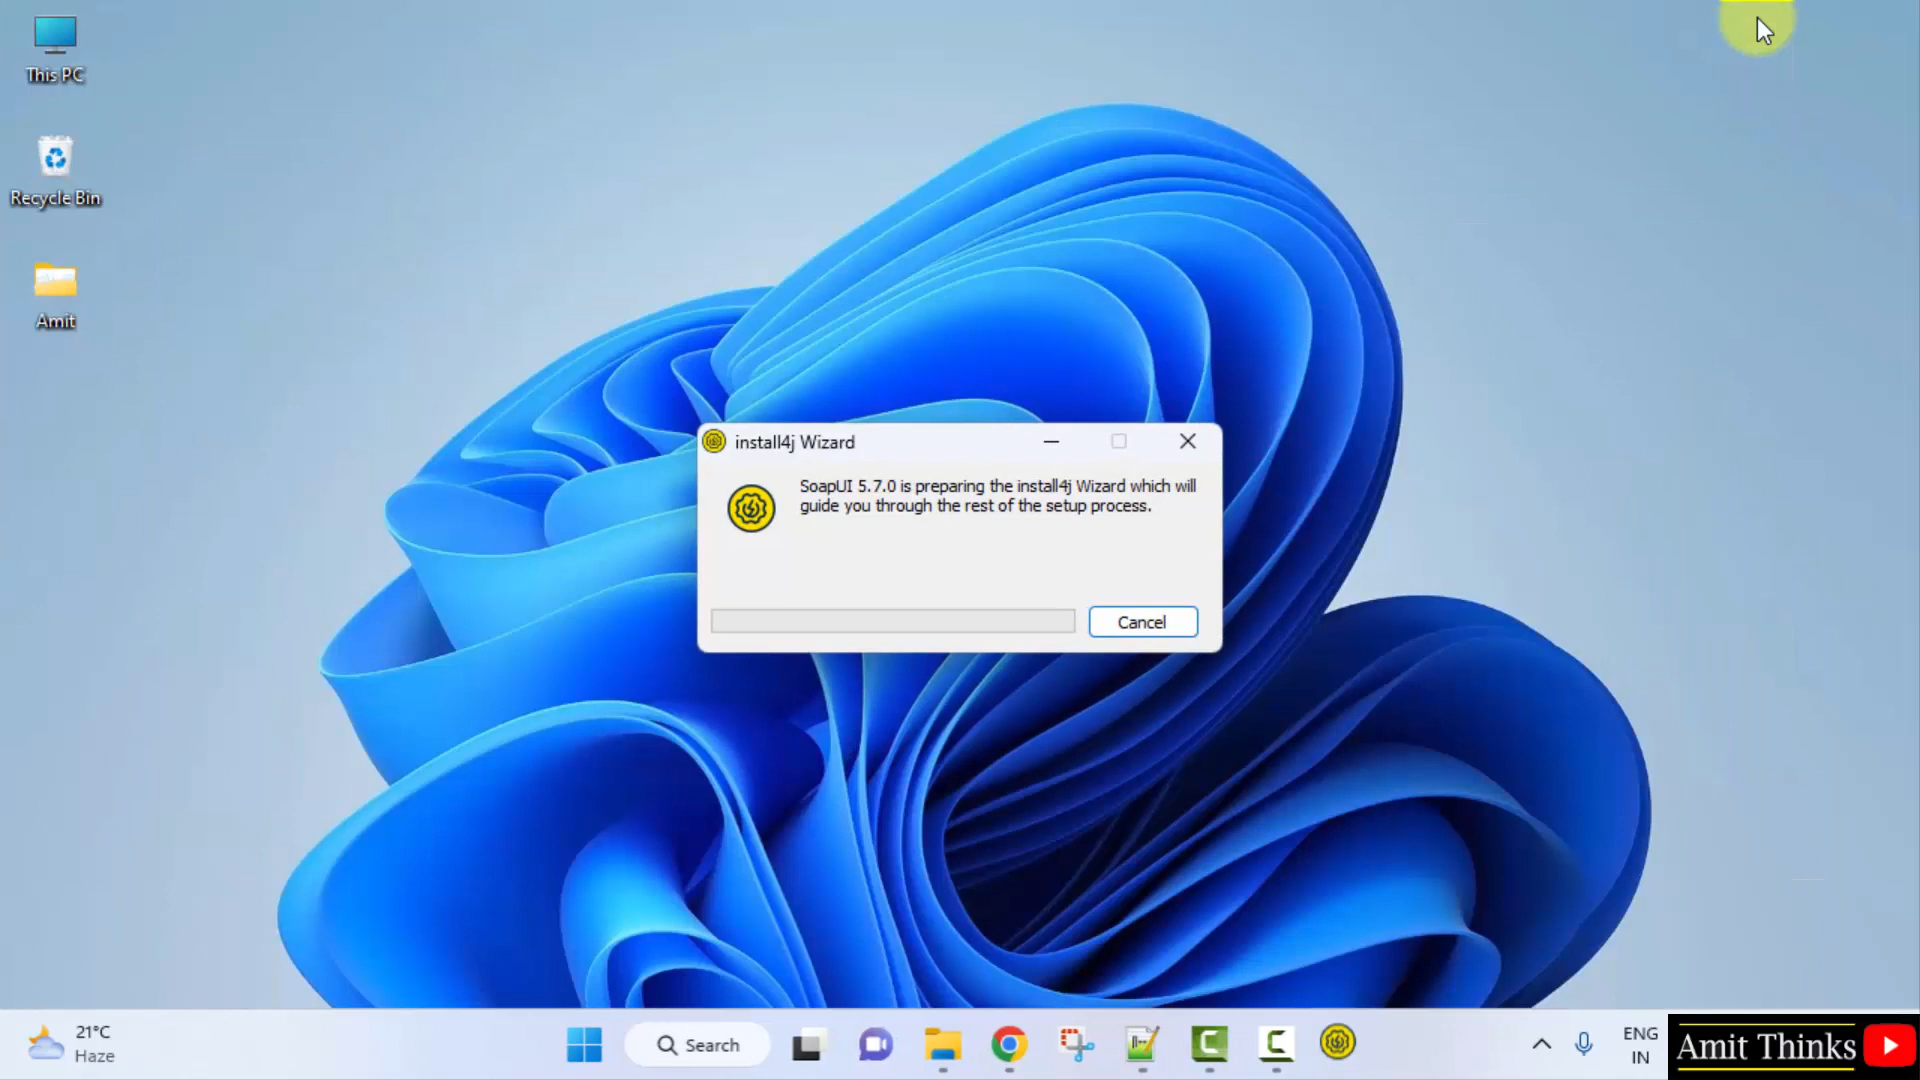 This PC
Recycle Bin
Amit
install4j Wizard
SoapUI 5.7.0 is preparing the install4j Wizard which will
guide you through the rest of the setup process.
Cancel
21°C
Haze
Search
ENG
IN
Amit Thinks